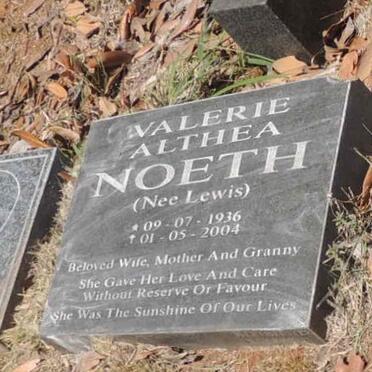 VALERIE
ALTHEA
NOETH
(Nee Lewis)
* 09 - 07 - 1936
† 01 - 05 - 2004
Beloved Wife, Mother And Granny
She Gave Her Love And Care
Without Reserve Or Favour
She Was The Sunshine Of Our Lives